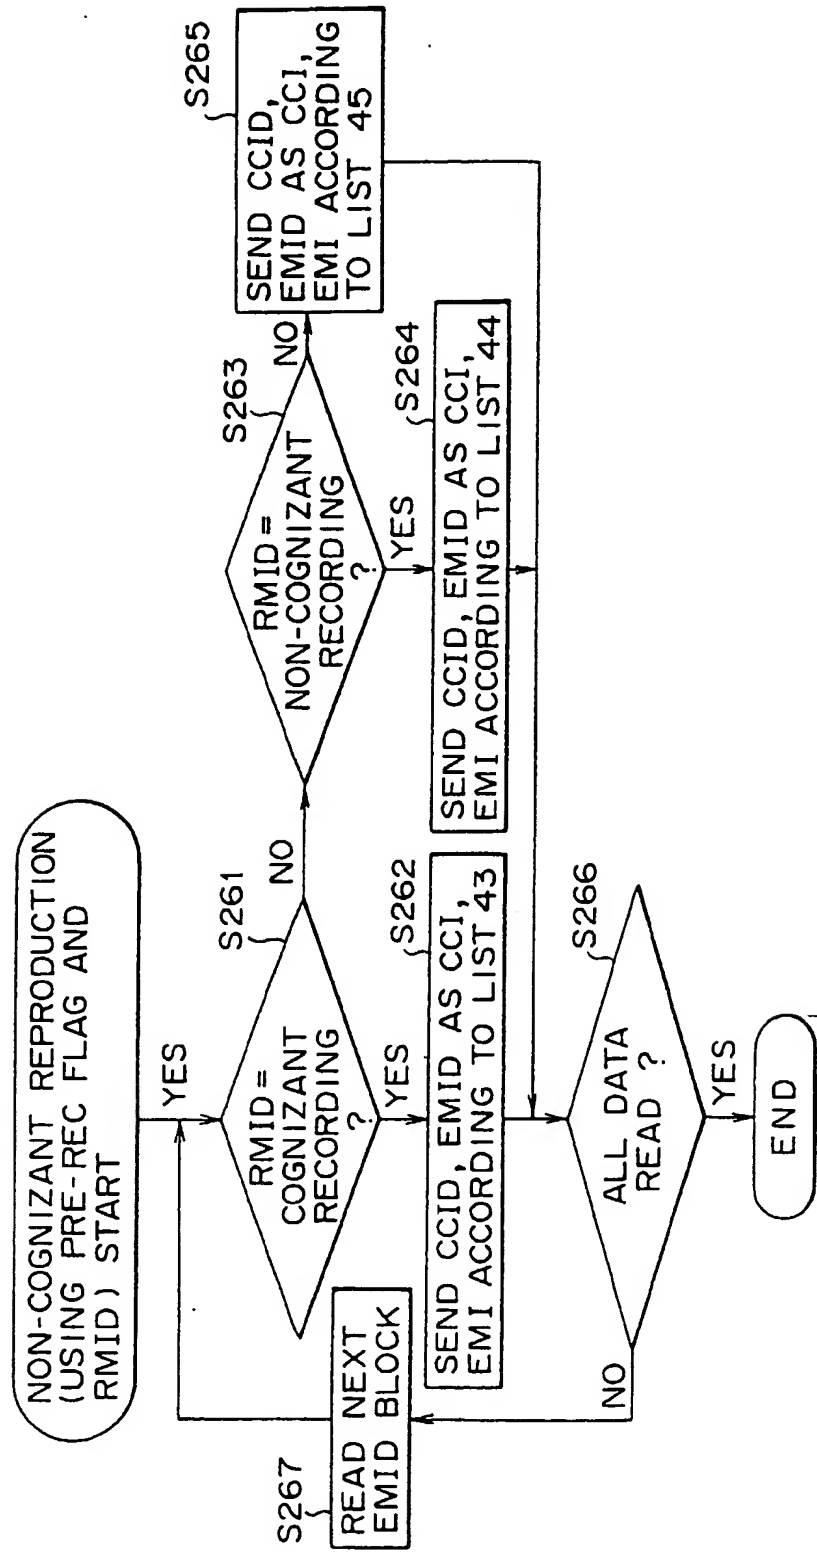 NON-COGNIZANT REPRODUCTION
(USING PRE-REC FLAG AND
RMID) START
YES
S261
RMID=
COGNIZANT
RECORDING
?
NO
YES
S263
RMID=
NON-COGNIZANT
RECORDING
?
NO
YES
S265
SEND CCID,
EMID AS CCI,
EMI ACCORDING
TO LIST 45
S262
SEND CCID, EMID AS CCI,
EMI ACCORDING TO LIST 43
S264
SEND CCID, EMID AS CCI,
EMI ACCORDING TO LIST 44
S267
READ NEXT
EMID BLOCK
S266
ALL DATA
READ ?
NO
YES
END